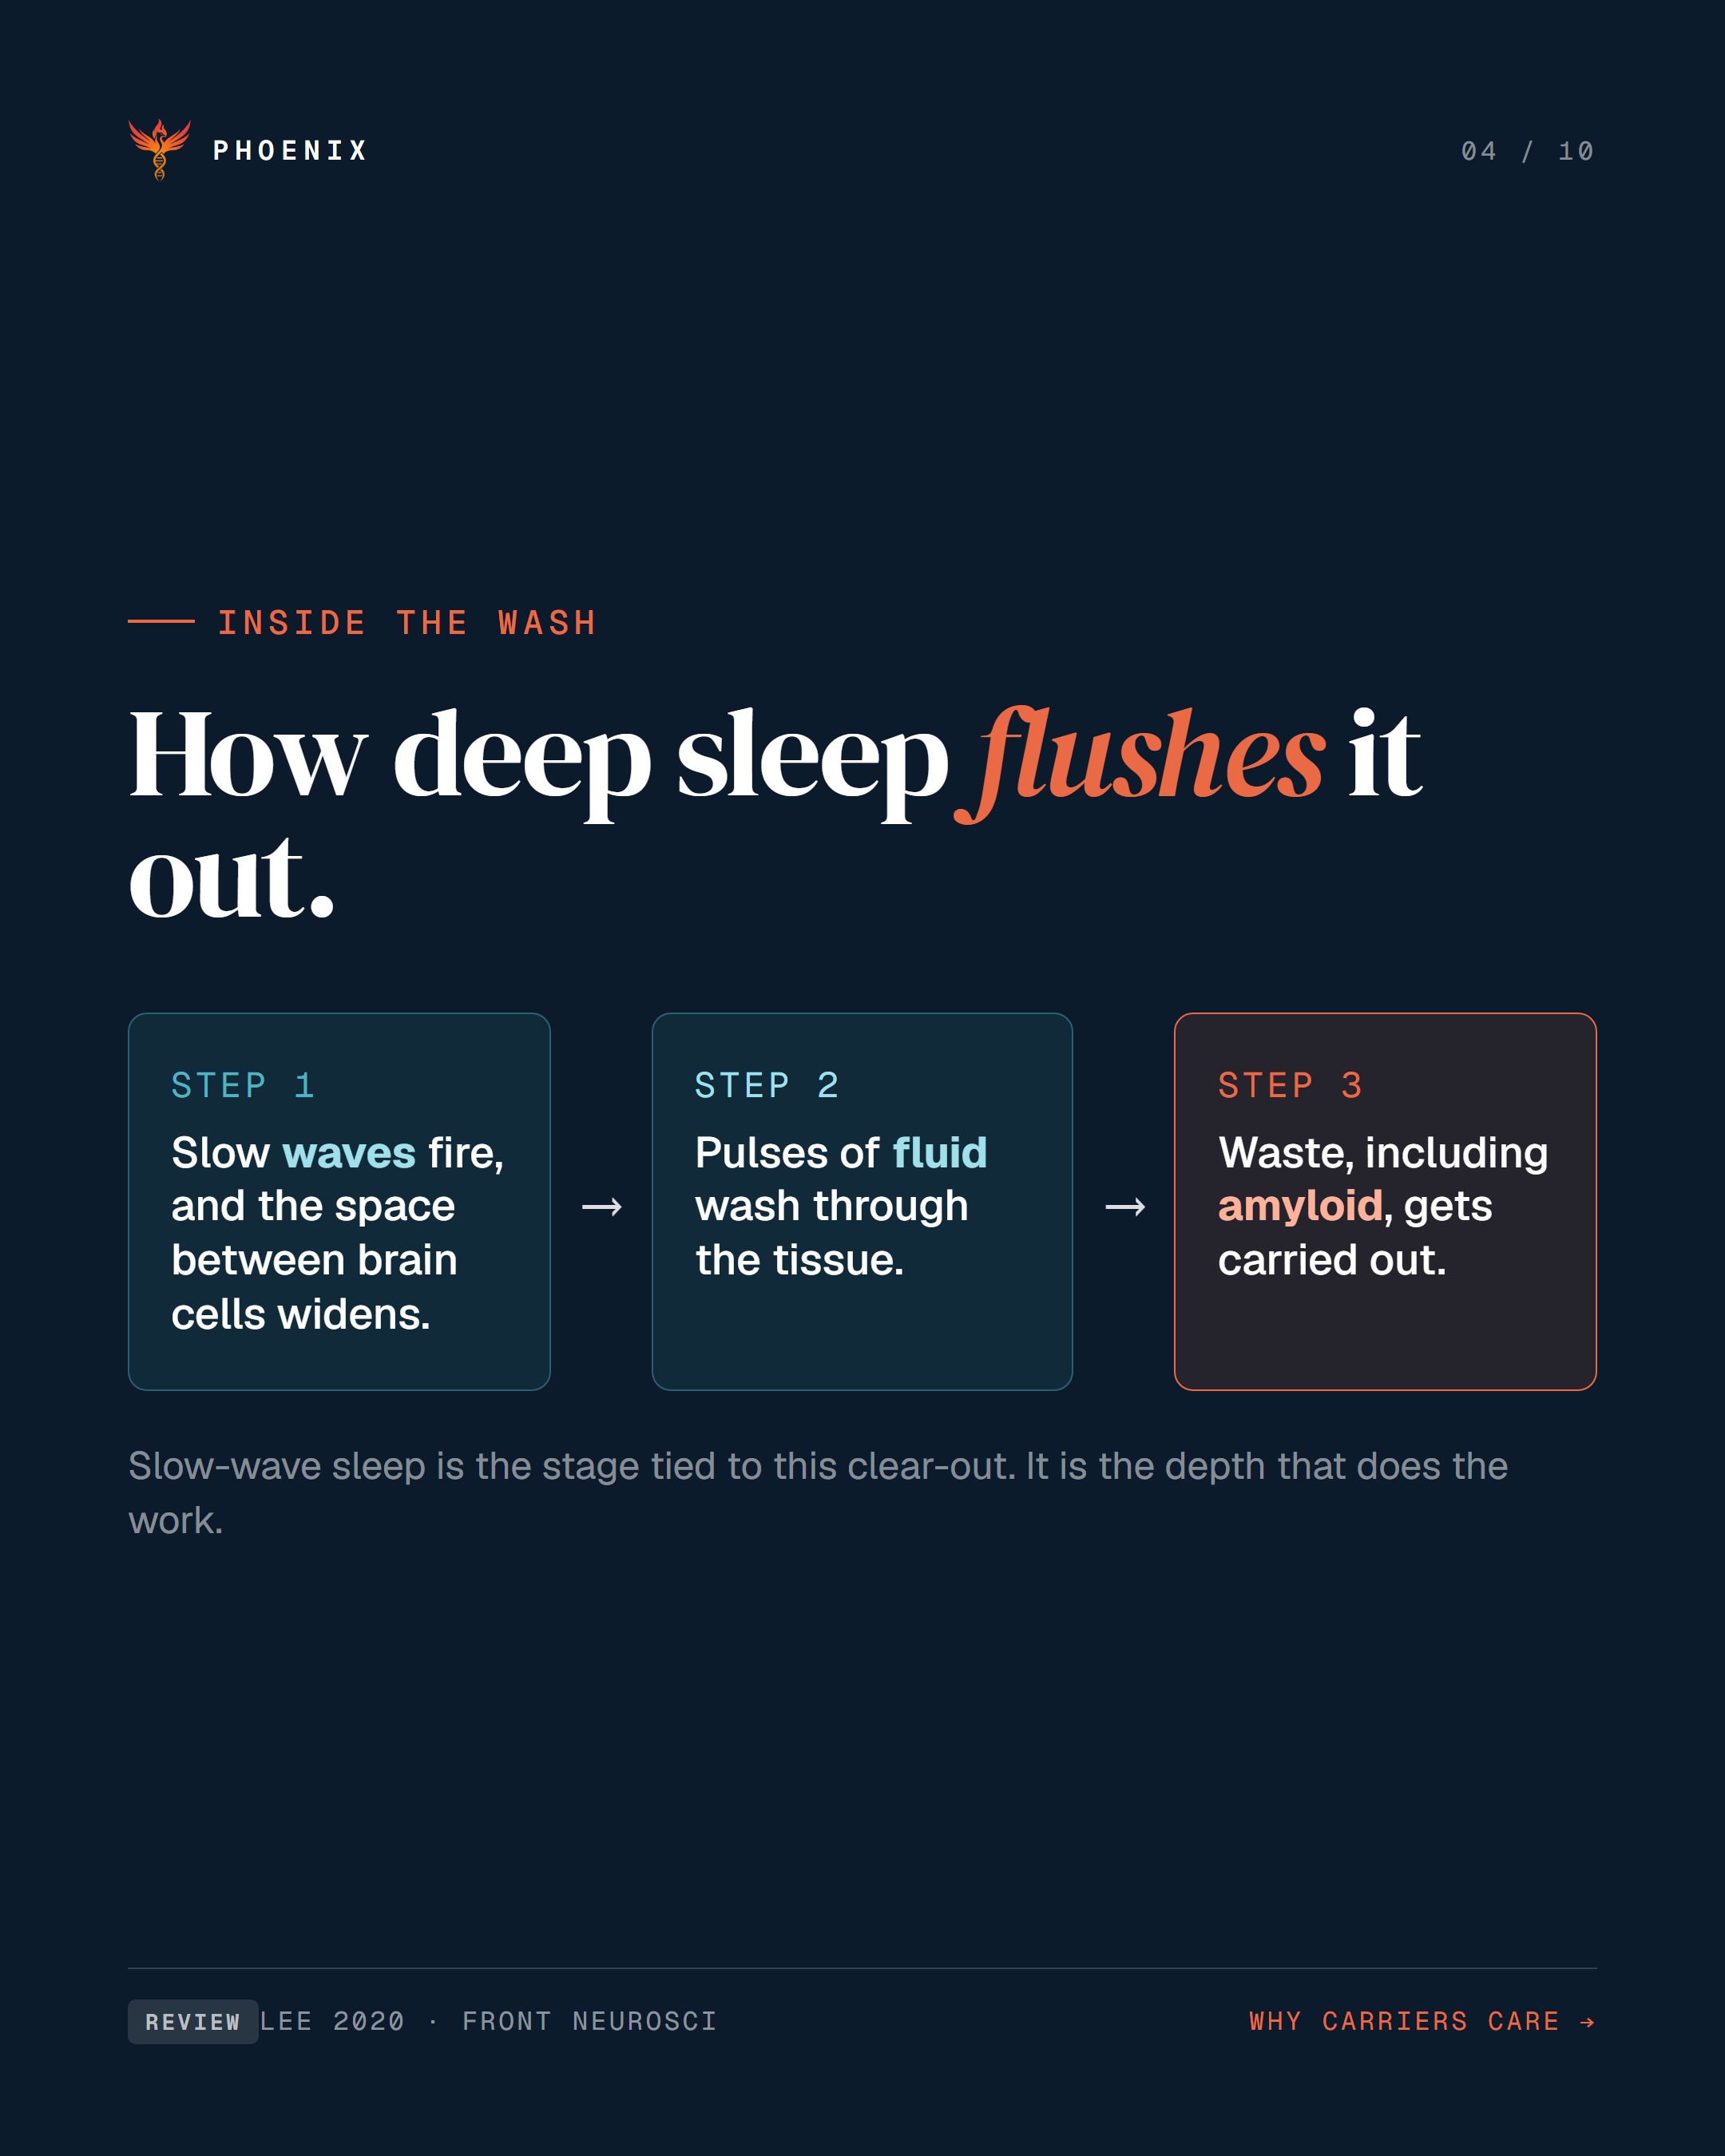 PHOENIX
04 / 10
INSIDE THE WASH
How deep sleep flushes it
out.
STEP 1
Slow waves fire,
and the space
between brain
cells widens.
→
STEP 2
Pulses of fluid
wash through
the tissue.
→
STEP 3
Waste, including
amyloid, gets
carried out.
Slow-wave sleep is the stage tied to this clear-out. It is the depth that does the
work.
REVIEW LEE 2020 · FRONT NEUROSCI
WHY CARRIERS CARE →